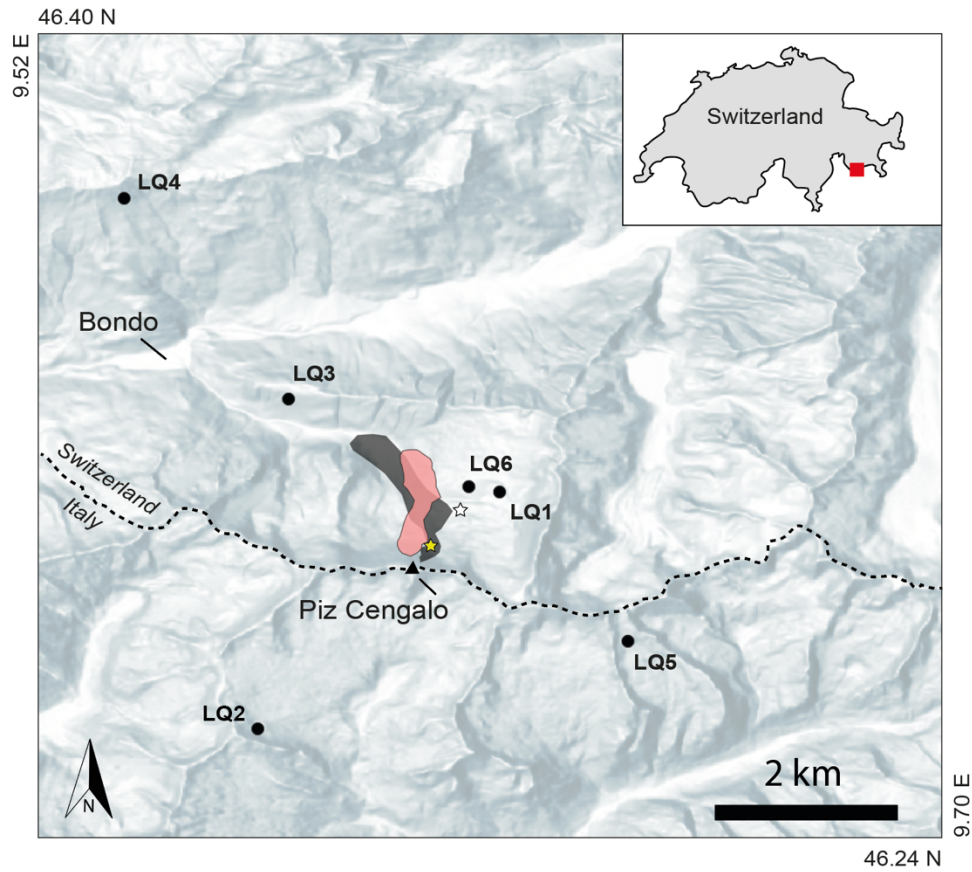 46.40 N
9.52 E
Switzerland
LQ4
Bondo
LQ3
Switzerland
Italy
LQ6
LQ1
Piz Cengalo
LQ5
LQ2
2 km
N
9.70 E
46.24 N